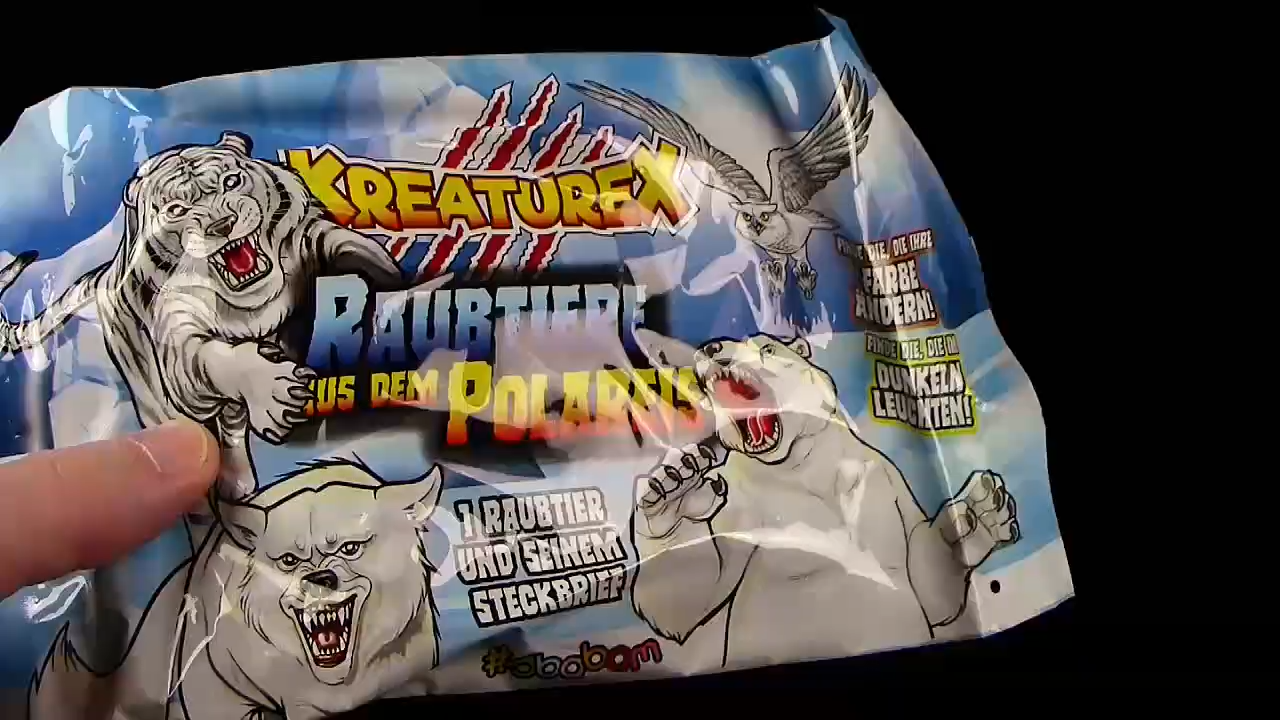 KREATUREX
RAUBTIERE
AUS DEM POLAREIS
FINDE DIE, DIE IHRE
FARBE
ÄNDERN!
FINDE DIE, DIE IM
DUNKELN
LEUCHTEN!
1 RAUBTIER
UND SEINEM
STECKBRIEF
#sbabam